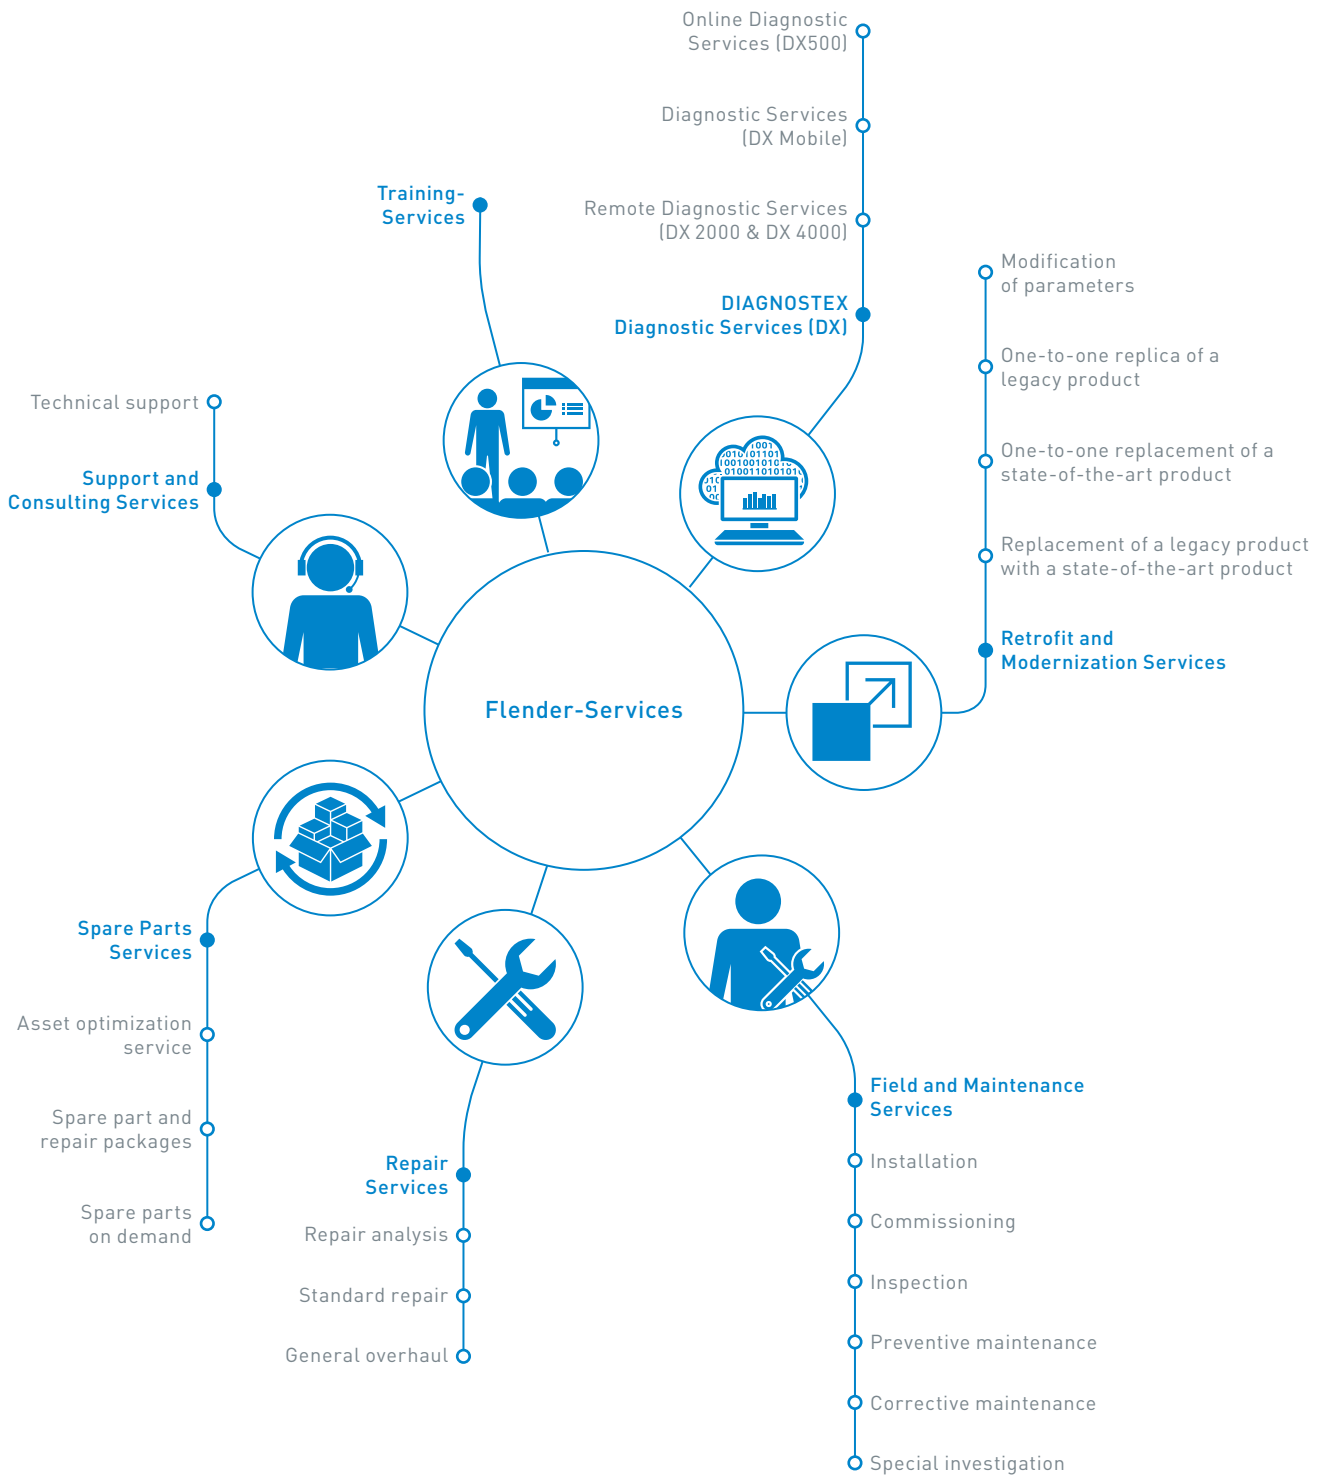 Online Diagnostic
Services (DX500)
Diagnostic Services
(DX Mobile)
Remote Diagnostic Services
(DX 2000 & DX 4000)
DIAGNOSTEX
Diagnostic Services (DX)
Training-
Services
Technical support
Support and
Consulting Services
Modification
of parameters
One-to-one replica of a
legacy product
One-to-one replacement of a
state-of-the-art product
Replacement of a legacy product
with a state-of-the-art product
Retrofit and
Modernization Services
Flender-Services
Spare Parts
Services
Asset optimization
service
Spare part and
repair packages
Spare parts
on demand
Repair
Services
Repair analysis
Standard repair
General overhaul
Field and Maintenance
Services
Installation
Commissioning
Inspection
Preventive maintenance
Corrective maintenance
Special investigation